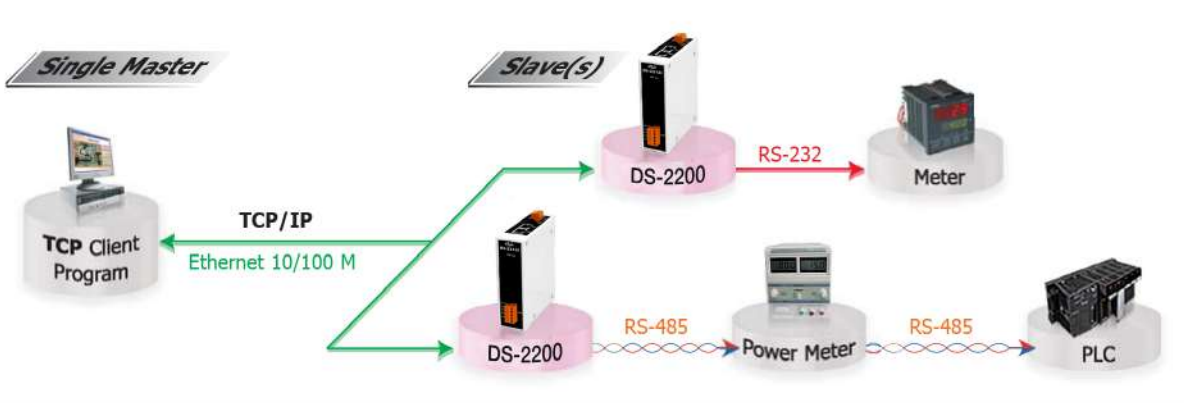 Single Master
Slave(s)
DS-2200
RS-232
Meter
TCP/IP
Ethernet 10/100 M
TCP Client
Program
DS-2200
RS-485
Power Meter
RS-485
PLC